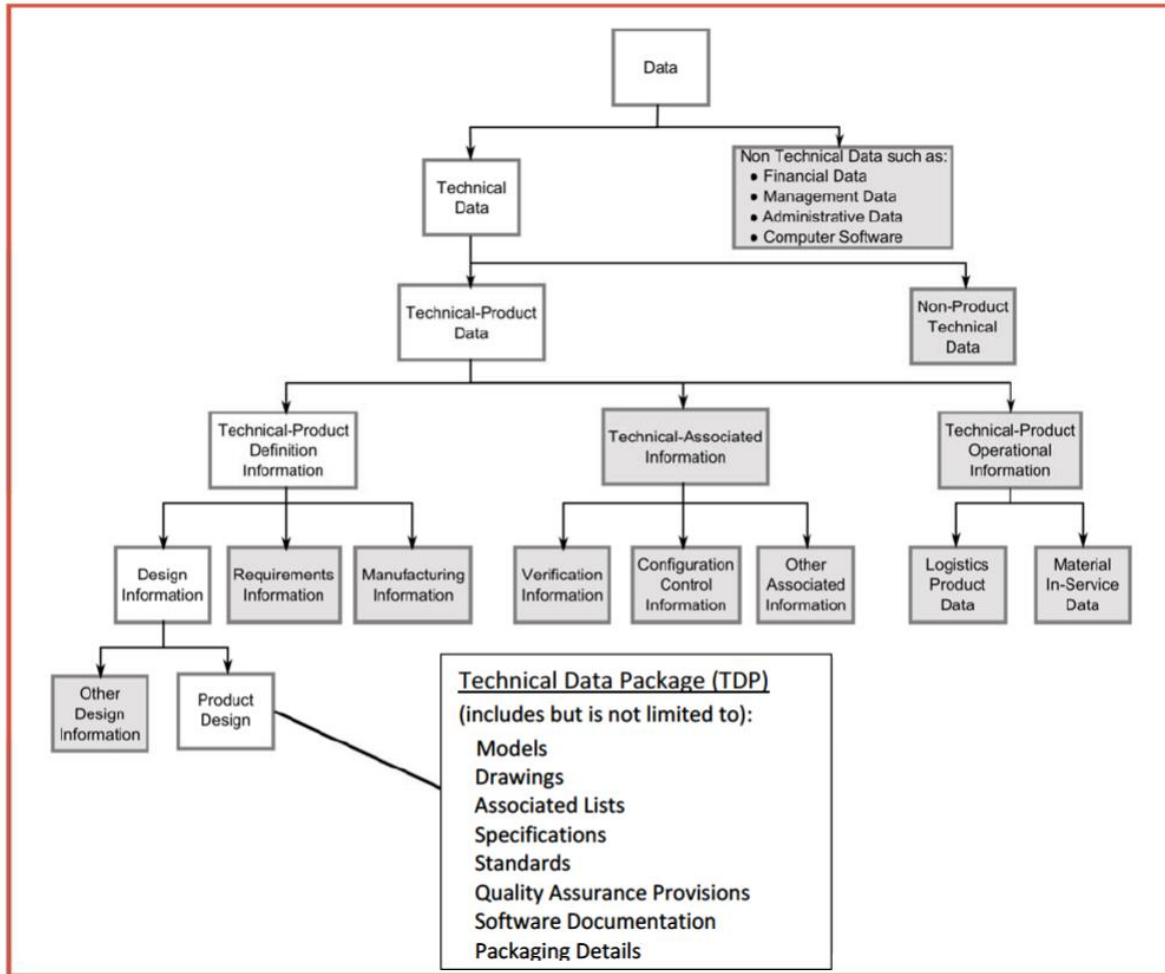 Data
Non Technical Data such as:
● Financial Data
● Management Data
● Administrative Data
● Computer Software
Technical
Data
Technical-Product
Data
Non-Product
Technical
Data
Technical-Product
Definition
Information
Technical-Associated
Information
Technical-Product
Operational
Information
Design
Information
Requirements
Information
Manufacturing
Information
Verification
Information
Configuration
Control
Information
Other
Associated
Information
Logistics
Product
Data
Material
In-Service
Data
Other
Design
Information
Product
Design
Technical Data Package (TDP)
(includes but is not limited to):
Models
Drawings
Associated Lists
Specifications
Standards
Quality Assurance Provisions
Software Documentation
Packaging Details